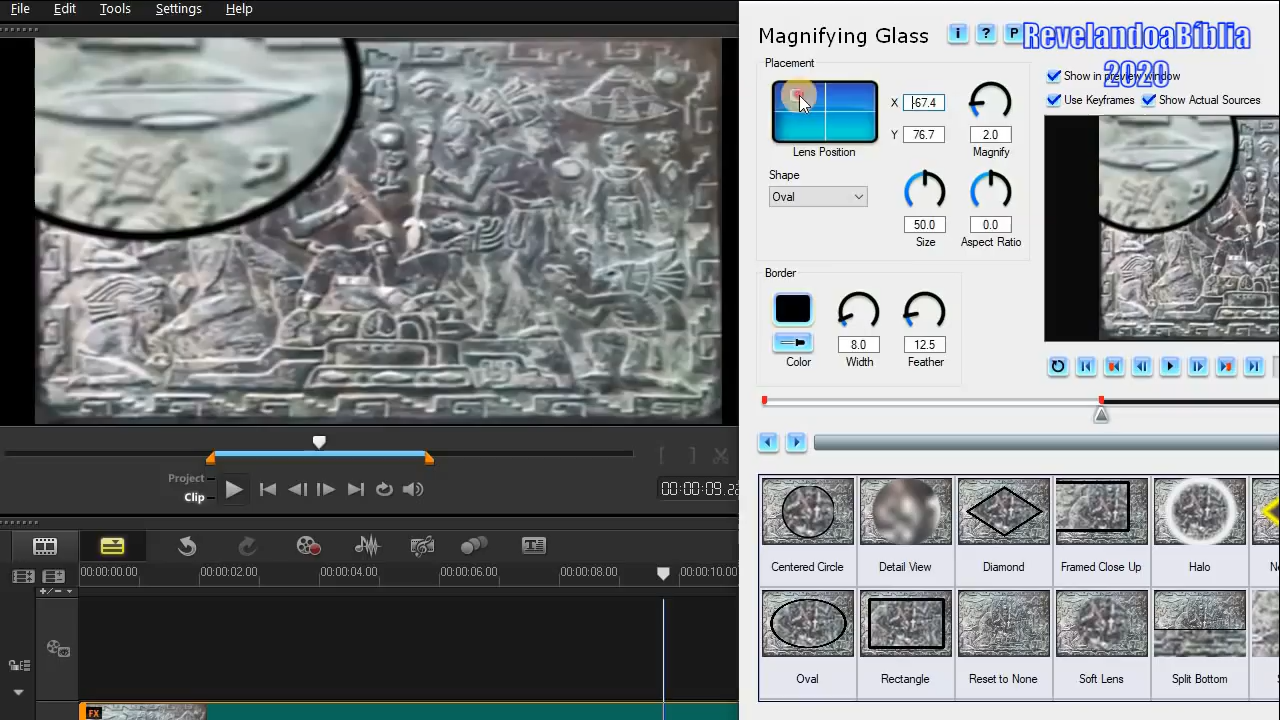 File Edit Tools Settings Help
Magnifying Glass
i ? P
RevelandoaBíblia
2020
Placement
Show in preview window
Use Keyframes Show Actual Sources
X -67.4
Y 76.7
2.0
Lens Position
Magnify
Shape
Oval
50.0
0.0
Size
Aspect Ratio
Border
8.0
12.5
Color
Width
Feather
Project
Clip
00:00:09.2
00:00:00.00 00:00:02.00 00:00:04.00 00:00:06.00 00:00:08.00 00:00:10.0
Centered Circle
Detail View
Diamond
Framed Close Up
Halo
Oval
Rectangle
Reset to None
Soft Lens
Split Bottom
FX